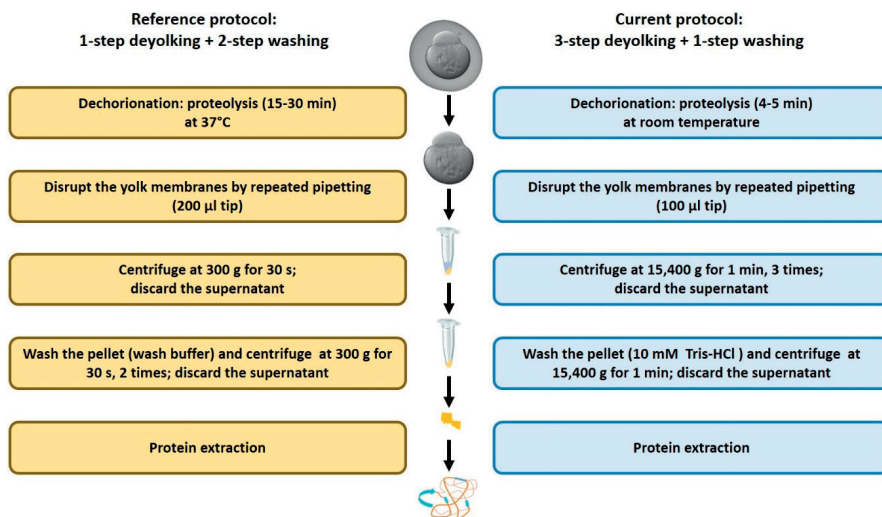 Reference protocol:
1-step deyolking + 2-step washing
Dechorionation: proteolysis (15-30 min)
at 37°C
Disrupt the yolk membranes by repeated pipetting
(200 µl tip)
Centrifuge at 300 g for 30 s;
discard the supernatant
Wash the pellet (wash buffer) and centrifuge at 300 g for
30 s, 2 times; discard the supernatant
Protein extraction
Current protocol:
3-step deyolking + 1-step washing
Dechorionation: proteolysis (4-5 min)
at room temperature
Disrupt the yolk membranes by repeated pipetting
(100 µl tip)
Centrifuge at 15,400 g for 1 min, 3 times;
discard the supernatant
Wash the pellet (10 mM Tris-HCl ) and centrifuge at
15,400 g for 1 min; discard the supernatant
Protein extraction